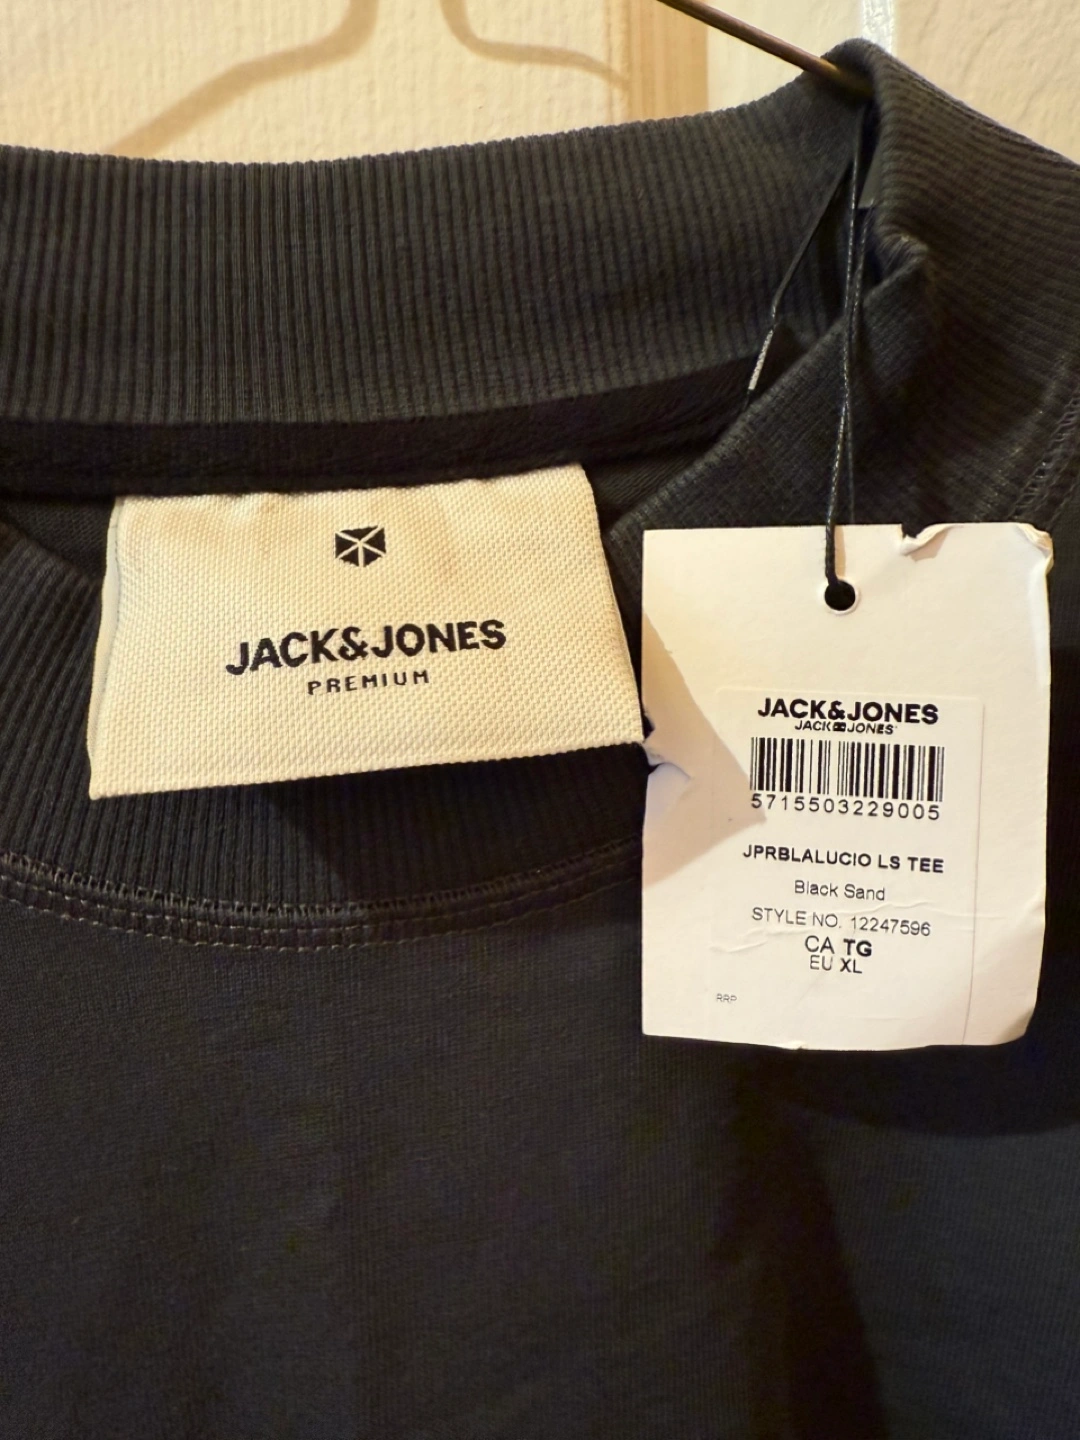 JACK&JONES
PREMIUM
JACK&JONES
JACK&JONES
5715503229005
JPRBLALUCIO LS TEE
Black Sand
STYLE NO. 12247596
CA TG
EU XL
RRP